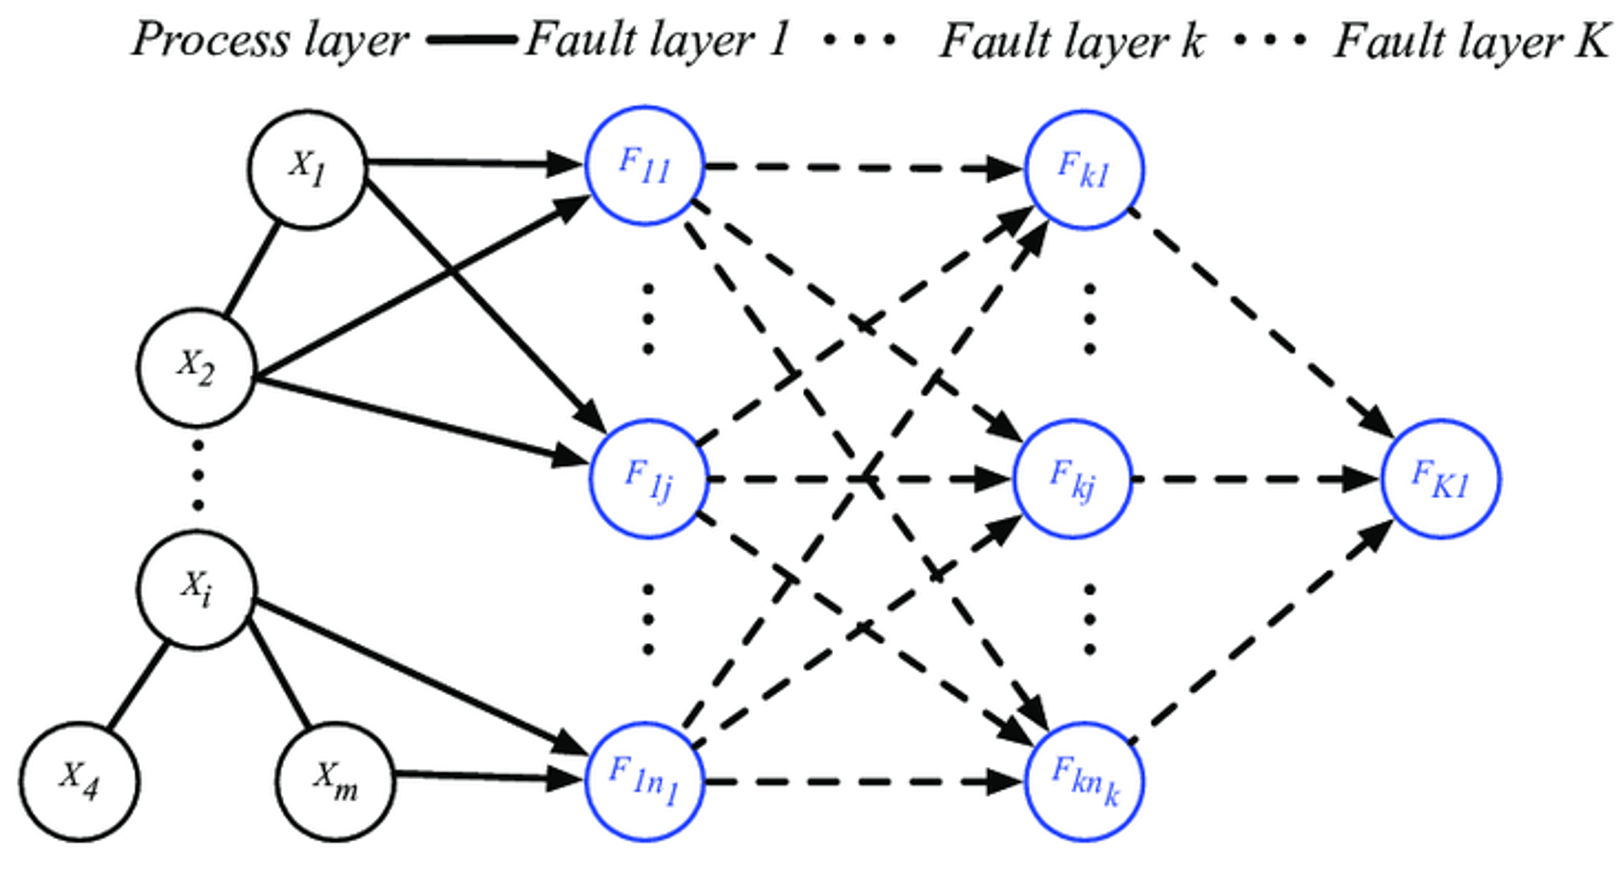 Process layer Fault layer 1 ... Fault layer k ... Fault layer K
X1 F11 Fk1
X2
F1j Fkj FK1
Xi
X4 Xm F1n1 Fknk